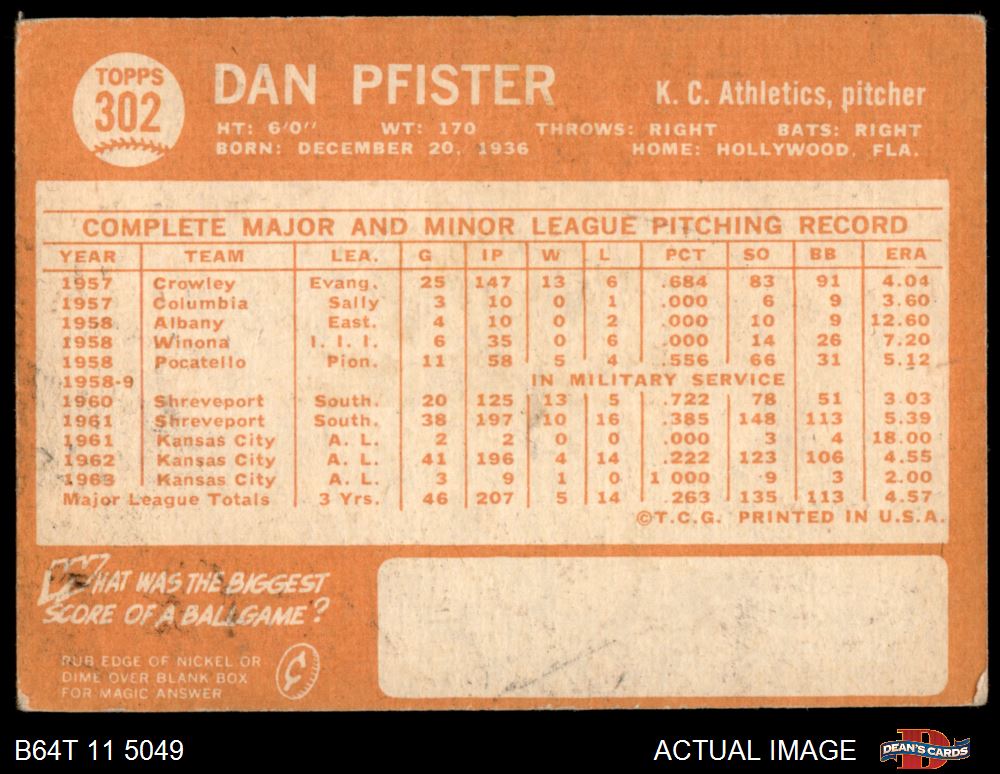 TOPPS
302
DAN PFISTER
K. C. Athletics, pitcher
HT: 6'0" WT: 170 THROWS: RIGHT BATS: RIGHT
BORN: DECEMBER 20, 1936 HOME: HOLLYWOOD, FLA.
COMPLETE MAJOR AND MINOR LEAGUE PITCHING RECORD
YEAR TEAM LEA. G IP W L PCT SO BB ERA
1957 Crowley Evang. 25 147 13 6 .684 83 91 4.04
1957 Columbia Sally 3 10 0 1 .000 6 9 3.60
1958 Albany East. 4 10 0 2 .000 10 9 12.60
1958 Winona I. I. I. 6 35 0 6 .000 14 26 7.20
1958 Pocatello Pion. 11 58 5 4 .556 66 31 5.12
1958-9 IN MILITARY SERVICE
1960 Shreveport South. 20 125 13 5 .722 78 51 3.03
1961 Shreveport South. 38 197 10 16 .385 148 113 5.39
1961 Kansas City A. L. 2 2 0 0 .000 3 4 18.00
1962 Kansas City A. L. 41 196 4 14 .222 123 106 4.55
1963 Kansas City A. L. 3 9 1 0 1 000 9 3 2.00
Major League Totals 3 Yrs. 46 207 5 14 .263 135 113 4.57
©T.C.G. PRINTED IN U.S.A.
WHAT WAS THE BIGGEST
SCORE OF A BALLGAME?
RUB EDGE OF NICKEL OR
DIME OVER BLANK BOX
FOR MAGIC ANSWER
B64T 11 5049
ACTUAL IMAGE
DEAN'S CARDS